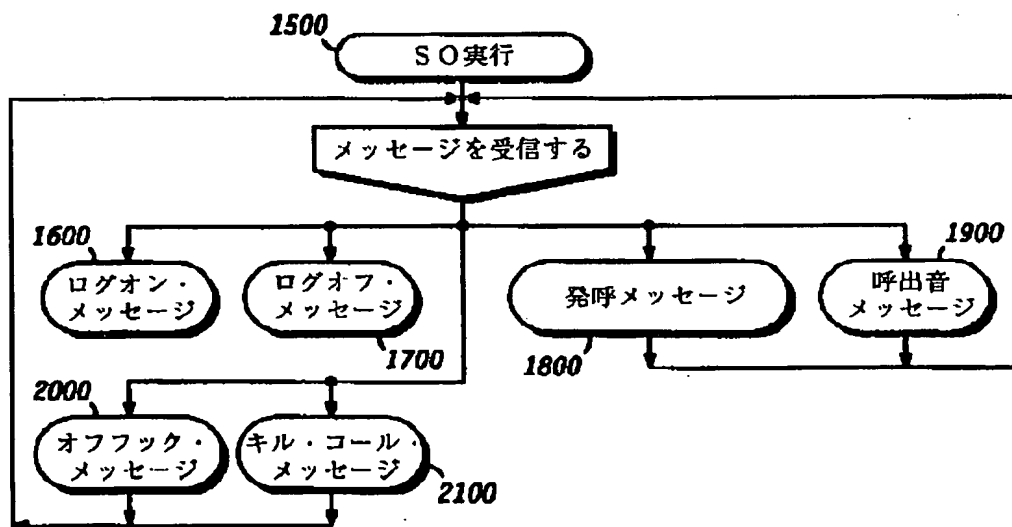 1500
SO実行
メッセージを受信する
1600
ログオン・
メッセージ
ログオフ・
メッセージ
1700
発呼メッセージ
1800
1900
呼出音
メッセージ
2000
オフフック・
メッセージ
キル・コール・
メッセージ
2100